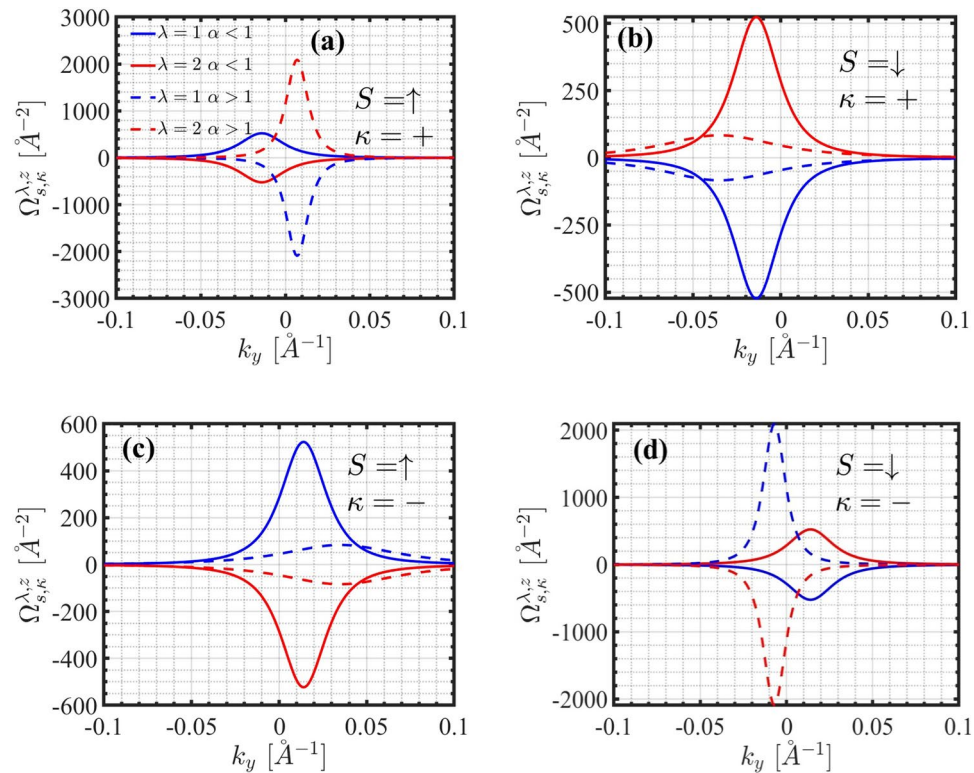 (a)
λ = 1 α < 1
λ = 2 α < 1
λ = 1 α > 1
λ = 2 α > 1
S =↑
κ = +
3000
2000
1000
0
-1000
-2000
-3000
Ω^{λ,z}_{s,κ} [Å⁻²]
-0.1 -0.05 0 0.05 0.1
k_y [Å⁻¹]
(b)
S =↓
κ = +
500
250
0
-250
-500
Ω^{λ,z}_{s,κ} [Å⁻²]
-0.1 -0.05 0 0.05 0.1
k_y [Å⁻¹]
(c)
S =↑
κ = −
600
400
200
0
-200
-400
-600
Ω^{λ,z}_{s,κ} [Å⁻²]
-0.1 -0.05 0 0.05 0.1
k_y [Å⁻¹]
(d)
S =↓
κ = −
2000
1000
0
-1000
-2000
Ω^{λ,z}_{s,κ} [Å⁻²]
-0.1 -0.05 0 0.05 0.1
k_y [Å⁻¹]